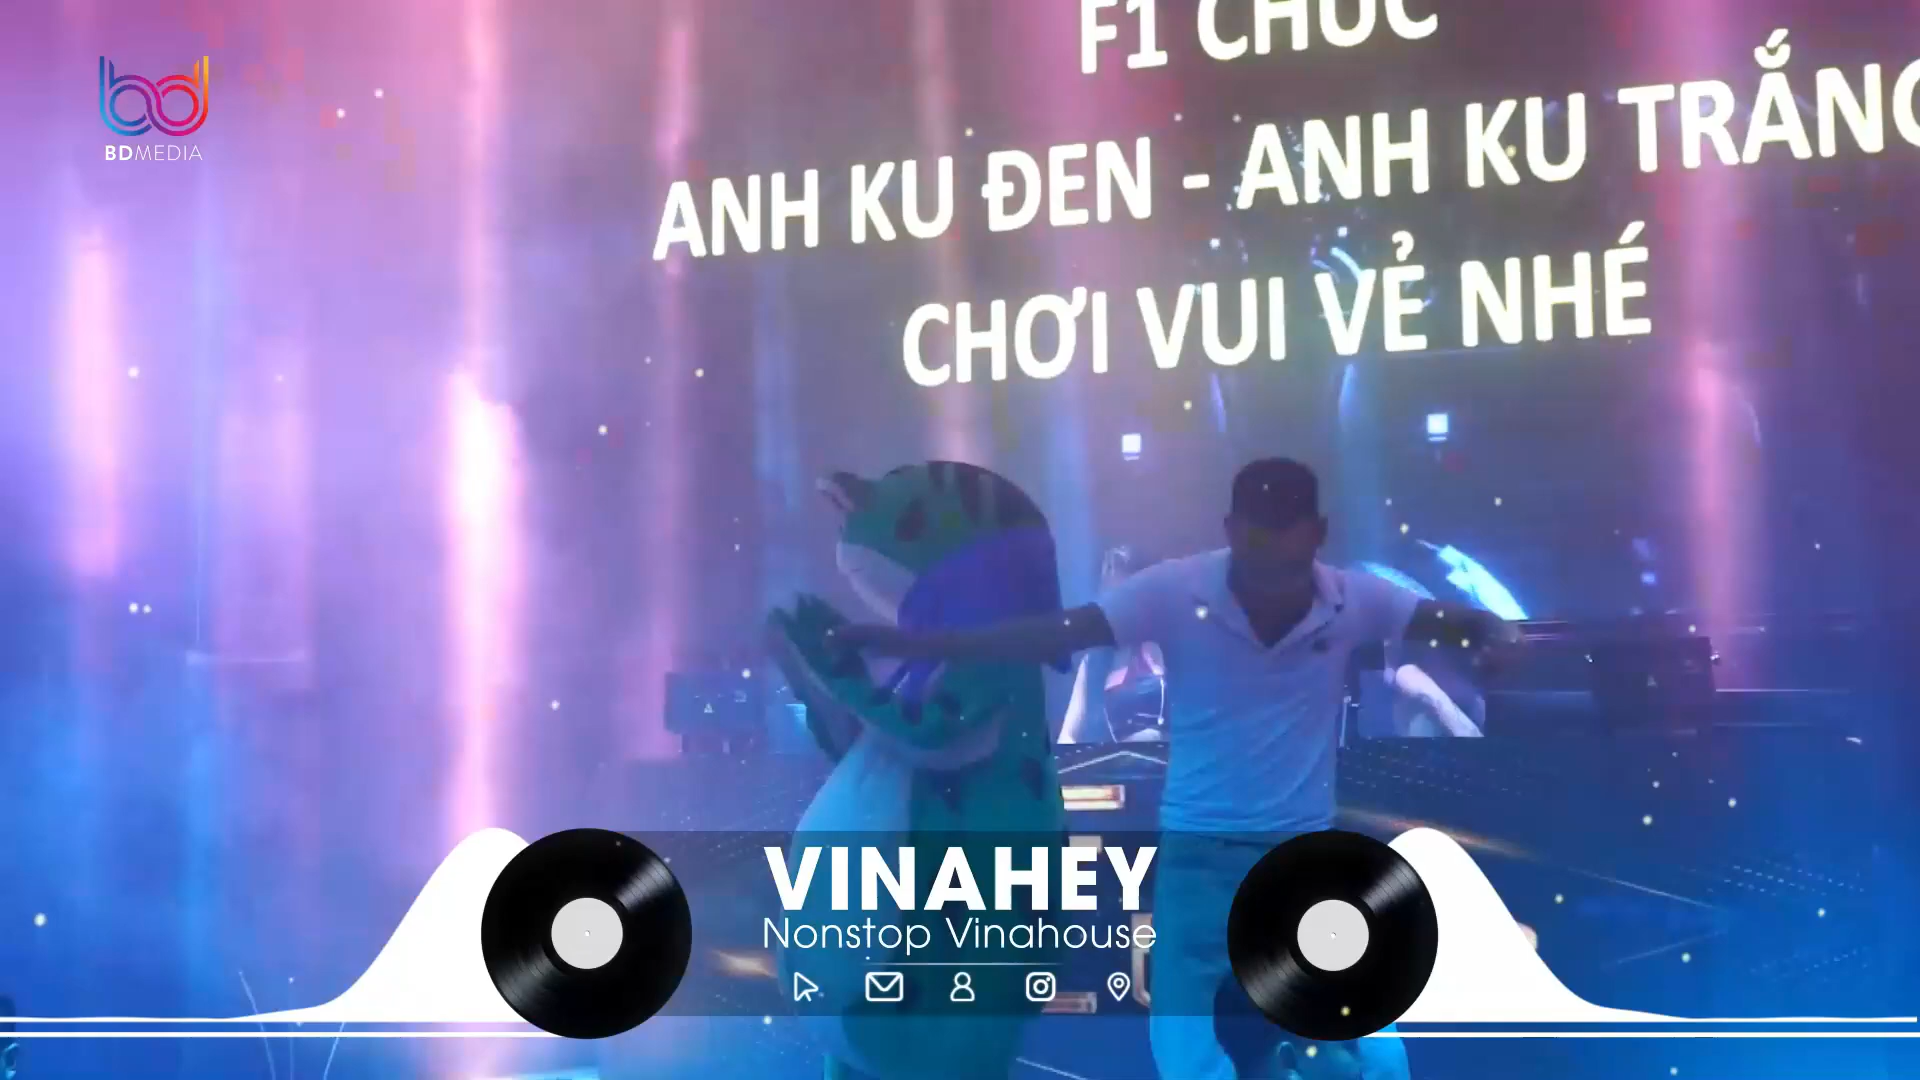 F1 CHÚC
ANH KU ĐEN - ANH KU TRẮNG
CHƠI VUI VẺ NHÉ
BDMEDIA
VINAHEY
Nonstop Vinahouse